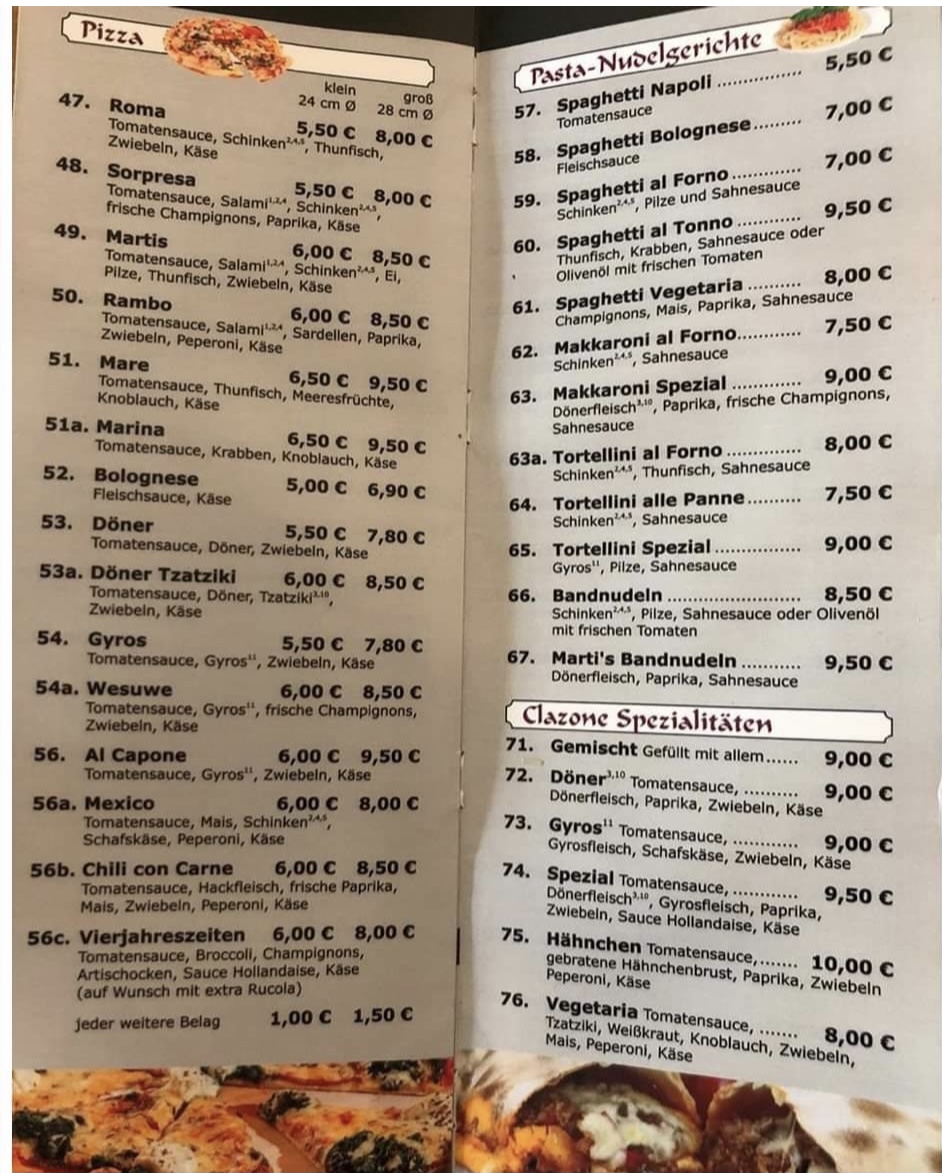 Pizza
klein groß
24 cm Ø 28 cm Ø
47. Roma 5,50 € 8,00 €
Tomatensauce, Schinken²,⁴,⁵, Thunfisch,
Zwiebeln, Käse
48. Sorpresa 5,50 € 8,00 €
Tomatensauce, Salami¹,²,⁴, Schinken²,⁴,⁵,
frische Champignons, Paprika, Käse
49. Martis 6,00 € 8,50 €
Tomatensauce, Salami¹,²,⁴, Schinken²,⁴,⁵, Ei,
Pilze, Thunfisch, Zwiebeln, Käse
50. Rambo 6,00 € 8,50 €
Tomatensauce, Salami¹,²,⁴, Sardellen, Paprika,
Zwiebeln, Peperoni, Käse
51. Mare 6,50 € 9,50 €
Tomatensauce, Thunfisch, Meeresfrüchte,
Knoblauch, Käse
51a. Marina 6,50 € 9,50 €
Tomatensauce, Krabben, Knoblauch, Käse
52. Bolognese 5,00 € 6,90 €
Fleischsauce, Käse
53. Döner 5,50 € 7,80 €
Tomatensauce, Döner, Zwiebeln, Käse
53a. Döner Tzatziki 6,00 € 8,50 €
Tomatensauce, Döner, Tzatziki³,¹⁰,
Zwiebeln, Käse
54. Gyros 5,50 € 7,80 €
Tomatensauce, Gyros¹¹, Zwiebeln, Käse
54a. Wesuwe 6,00 € 8,50 €
Tomatensauce, Gyros¹¹, frische Champignons,
Zwiebeln, Käse
56. Al Capone 6,00 € 9,50 €
Tomatensauce, Gyros¹¹, Zwiebeln, Käse
56a. Mexico 6,00 € 8,00 €
Tomatensauce, Mais, Schinken²,⁴,⁵,
Schafskäse, Peperoni, Käse
56b. Chili con Carne 6,00 € 8,50 €
Tomatensauce, Hackfleisch, frische Paprika,
Mais, Zwiebeln, Peperoni, Käse
56c. Vierjahreszeiten 6,00 € 8,00 €
Tomatensauce, Broccoli, Champignons,
Artischocken, Sauce Hollandaise, Käse
(auf Wunsch mit extra Rucola)
jeder weitere Belag 1,00 € 1,50 €
Pasta-Nudelgerichte
57. Spaghetti Napoli ............... 5,50 €
Tomatensauce
58. Spaghetti Bolognese......... 7,00 €
Fleischsauce
59. Spaghetti al Forno ............ 7,00 €
Schinken²,⁴,⁵, Pilze und Sahnesauce
60. Spaghetti al Tonno ........... 9,50 €
Thunfisch, Krabben, Sahnesauce oder
Olivenöl mit frischen Tomaten
61. Spaghetti Vegetaria .......... 8,00 €
Champignons, Mais, Paprika, Sahnesauce
62. Makkaroni al Forno........... 7,50 €
Schinken²,⁴,⁵, Sahnesauce
63. Makkaroni Spezial ............ 9,00 €
Dönerfleisch³,¹⁰, Paprika, frische Champignons,
Sahnesauce
63a. Tortellini al Forno ............ 8,00 €
Schinken²,⁴,⁵, Thunfisch, Sahnesauce
64. Tortellini alle Panne.......... 7,50 €
Schinken²,⁴,⁵, Sahnesauce
65. Tortellini Spezial ............... 9,00 €
Gyros¹¹, Pilze, Sahnesauce
66. Bandnudeln ........................ 8,50 €
Schinken²,⁴,⁵, Pilze, Sahnesauce oder Olivenöl
mit frischen Tomaten
67. Marti's Bandnudeln ........... 9,50 €
Dönerfleisch, Paprika, Sahnesauce
Clazone Spezialitäten
71. Gemischt Gefüllt mit allem...... 9,00 €
72. Döner³,¹⁰ Tomatensauce, .......... 9,00 €
Dönerfleisch, Paprika, Zwiebeln, Käse
73. Gyros¹¹ Tomatensauce, ............ 9,00 €
Gyrosfleisch, Schafskäse, Zwiebeln, Käse
74. Spezial Tomatensauce, ............ 9,50 €
Dönerfleisch³,¹⁰, Gyrosfleisch, Paprika,
Zwiebeln, Sauce Hollandaise, Käse
75. Hähnchen Tomatensauce,....... 10,00 €
gebratene Hähnchenbrust, Paprika, Zwiebeln
Peperoni, Käse
76. Vegetaria Tomatensauce, ....... 8,00 €
Tzatziki, Weißkraut, Knoblauch, Zwiebeln,
Mais, Peperoni, Käse